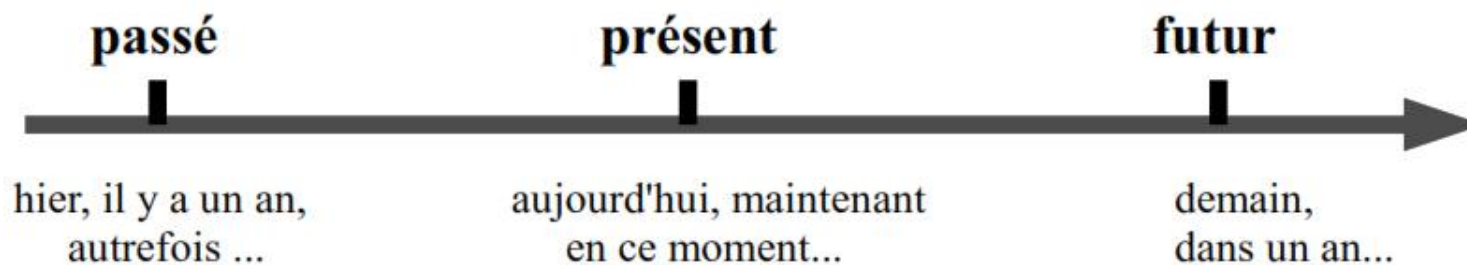 passé présent futur
hier, il y a un an, aujourd'hui, maintenant demain,
autrefois ... en ce moment... dans un an...